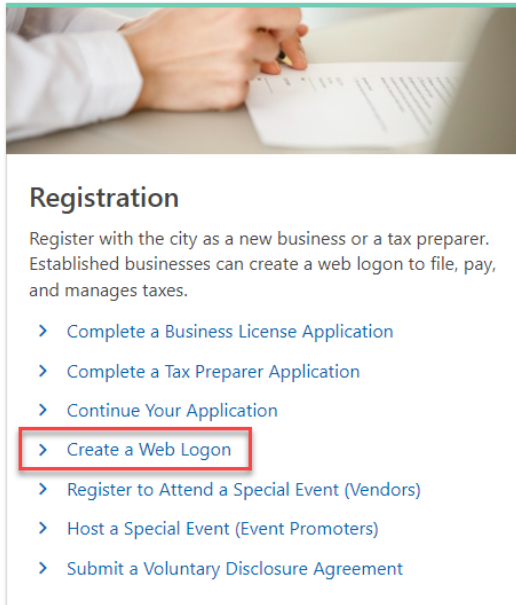 Registration
Register with the city as a new business or a tax preparer.
Established businesses can create a web logon to file, pay,
and manages taxes.
Complete a Business License Application
Complete a Tax Preparer Application
Continue Your Application
Create a Web Logon
Register to Attend a Special Event (Vendors)
Host a Special Event (Event Promoters)
Submit a Voluntary Disclosure Agreement